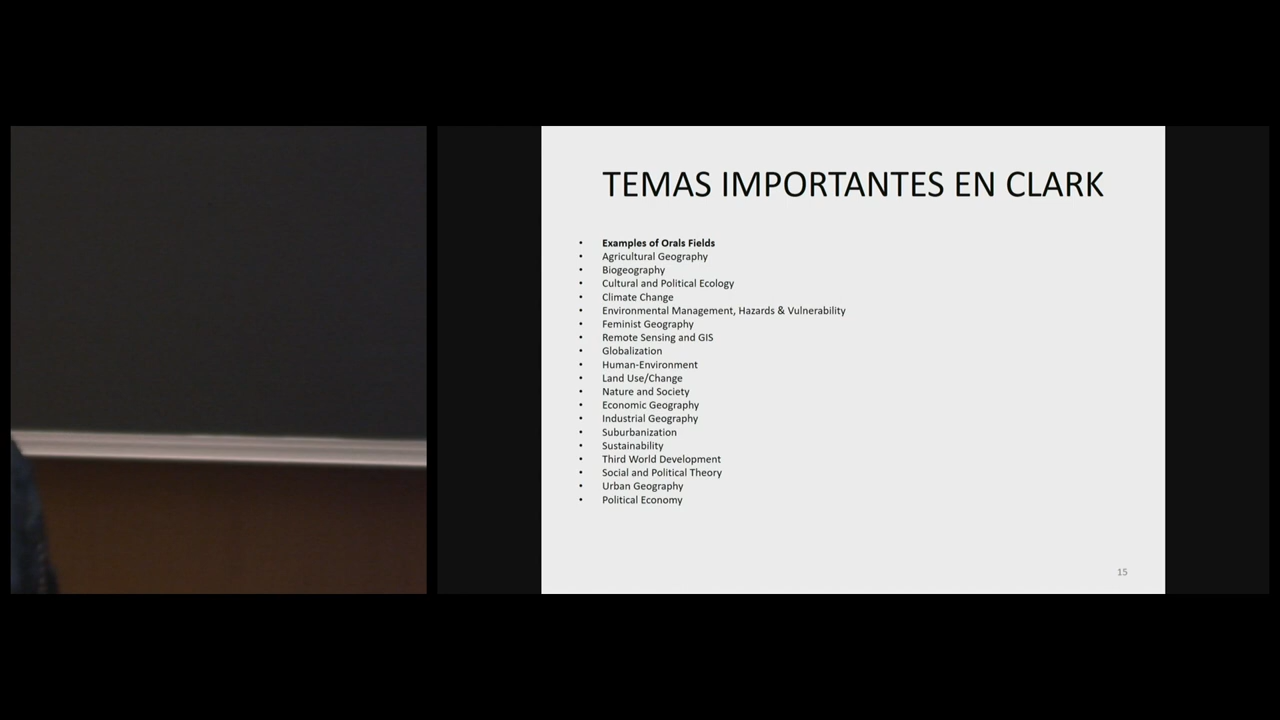 TEMAS IMPORTANTES EN CLARK
• Examples of Orals Fields
• Agricultural Geography
• Biogeography
• Cultural and Political Ecology
• Climate Change
• Environmental Management, Hazards & Vulnerability
• Feminist Geography
• Remote Sensing and GIS
• Globalization
• Human-Environment
• Land Use/Change
• Nature and Society
• Economic Geography
• Industrial Geography
• Suburbanization
• Sustainability
• Third World Development
• Social and Political Theory
• Urban Geography
• Political Economy
15